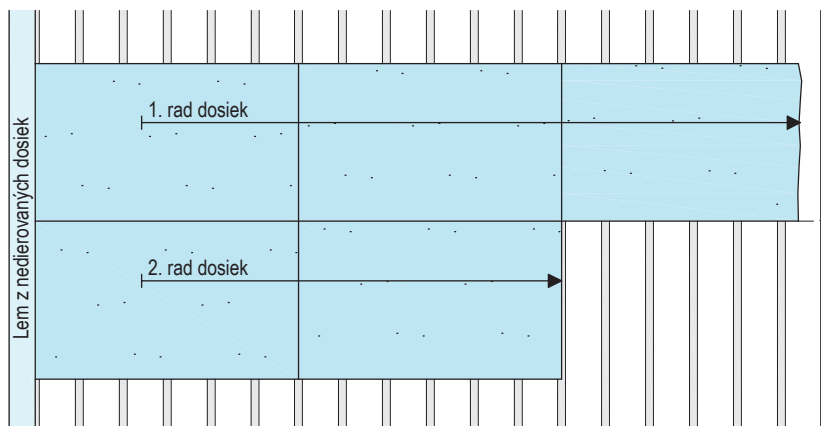 Lem z nedierovaných dosiek
1. rad dosiek
2. rad dosiek